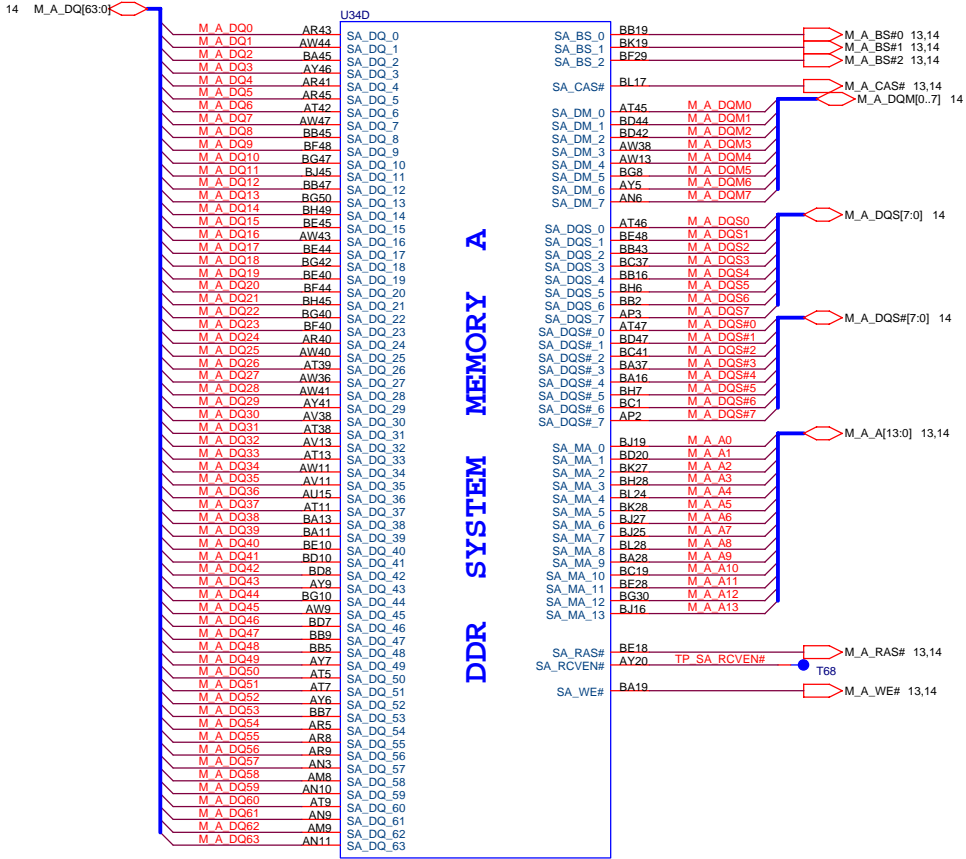 14 M_A_DQ[63:0]
U34D
M_A_DQ0 AR43 SA_DQ_0
M_A_DQ1 AW44 SA_DQ_1
M_A_DQ2 BA45 SA_DQ_2
M_A_DQ3 AY46 SA_DQ_3
M_A_DQ4 AR41 SA_DQ_4
M_A_DQ5 AR45 SA_DQ_5
M_A_DQ6 AT42 SA_DQ_6
M_A_DQ7 AW47 SA_DQ_7
M_A_DQ8 BB45 SA_DQ_8
M_A_DQ9 BF48 SA_DQ_9
M_A_DQ10 BG47 SA_DQ_10
M_A_DQ11 BJ45 SA_DQ_11
M_A_DQ12 BB47 SA_DQ_12
M_A_DQ13 BG50 SA_DQ_13
M_A_DQ14 BH49 SA_DQ_14
M_A_DQ15 BE45 SA_DQ_15
M_A_DQ16 AW43 SA_DQ_16
M_A_DQ17 BE44 SA_DQ_17
M_A_DQ18 BG42 SA_DQ_18
M_A_DQ19 BE40 SA_DQ_19
M_A_DQ20 BF44 SA_DQ_20
M_A_DQ21 BH45 SA_DQ_21
M_A_DQ22 BG40 SA_DQ_22
M_A_DQ23 BF40 SA_DQ_23
M_A_DQ24 AR40 SA_DQ_24
M_A_DQ25 AW40 SA_DQ_25
M_A_DQ26 AT39 SA_DQ_26
M_A_DQ27 AW36 SA_DQ_27
M_A_DQ28 AW41 SA_DQ_28
M_A_DQ29 AY41 SA_DQ_29
M_A_DQ30 AV38 SA_DQ_30
M_A_DQ31 AT38 SA_DQ_31
M_A_DQ32 AV13 SA_DQ_32
M_A_DQ33 AT13 SA_DQ_33
M_A_DQ34 AW11 SA_DQ_34
M_A_DQ35 AV11 SA_DQ_35
M_A_DQ36 AU15 SA_DQ_36
M_A_DQ37 AT11 SA_DQ_37
M_A_DQ38 BA13 SA_DQ_38
M_A_DQ39 BA11 SA_DQ_39
M_A_DQ40 BE10 SA_DQ_40
M_A_DQ41 BD10 SA_DQ_41
M_A_DQ42 BD8 SA_DQ_42
M_A_DQ43 AY9 SA_DQ_43
M_A_DQ44 BG10 SA_DQ_44
M_A_DQ45 AW9 SA_DQ_45
M_A_DQ46 BD7 SA_DQ_46
M_A_DQ47 BB9 SA_DQ_47
M_A_DQ48 BB5 SA_DQ_48
M_A_DQ49 AY7 SA_DQ_49
M_A_DQ50 AT5 SA_DQ_50
M_A_DQ51 AT7 SA_DQ_51
M_A_DQ52 AY6 SA_DQ_52
M_A_DQ53 BB7 SA_DQ_53
M_A_DQ54 AR5 SA_DQ_54
M_A_DQ55 AR8 SA_DQ_55
M_A_DQ56 AR9 SA_DQ_56
M_A_DQ57 AN3 SA_DQ_57
M_A_DQ58 AM8 SA_DQ_58
M_A_DQ59 AN10 SA_DQ_59
M_A_DQ60 AT9 SA_DQ_60
M_A_DQ61 AN9 SA_DQ_61
M_A_DQ62 AM9 SA_DQ_62
M_A_DQ63 AN11 SA_DQ_63
DDR SYSTEM MEMORY A
SA_BS_0 BB19 M_A_BS#0 13,14
SA_BS_1 BK19 M_A_BS#1 13,14
SA_BS_2 BF29 M_A_BS#2 13,14
SA_CAS# BL17 M_A_CAS# 13,14
M_A_DQM[0..7] 14
SA_DM_0 AT45 M_A_DQM0
SA_DM_1 BD44 M_A_DQM1
SA_DM_2 BD42 M_A_DQM2
SA_DM_3 AW38 M_A_DQM3
SA_DM_4 AW13 M_A_DQM4
SA_DM_5 BG8 M_A_DQM5
SA_DM_6 AY5 M_A_DQM6
SA_DM_7 AN6 M_A_DQM7
M_A_DQS[7:0] 14
SA_DQS_0 AT46 M_A_DQS0
SA_DQS_1 BE48 M_A_DQS1
SA_DQS_2 BB43 M_A_DQS2
SA_DQS_3 BC37 M_A_DQS3
SA_DQS_4 BB16 M_A_DQS4
SA_DQS_5 BH6 M_A_DQS5
SA_DQS_6 BB2 M_A_DQS6
SA_DQS_7 AP3 M_A_DQS7
M_A_DQS#[7:0] 14
SA_DQS#_0 AT47 M_A_DQS#0
SA_DQS#_1 BD47 M_A_DQS#1
SA_DQS#_2 BC41 M_A_DQS#2
SA_DQS#_3 BA37 M_A_DQS#3
SA_DQS#_4 BA16 M_A_DQS#4
SA_DQS#_5 BH7 M_A_DQS#5
SA_DQS#_6 BC1 M_A_DQS#6
SA_DQS#_7 AP2 M_A_DQS#7
M_A_A[13:0] 13,14
SA_MA_0 BJ19 M_A_A0
SA_MA_1 BD20 M_A_A1
SA_MA_2 BK27 M_A_A2
SA_MA_3 BH28 M_A_A3
SA_MA_4 BL24 M_A_A4
SA_MA_5 BK28 M_A_A5
SA_MA_6 BJ27 M_A_A6
SA_MA_7 BJ25 M_A_A7
SA_MA_8 BL28 M_A_A8
SA_MA_9 BA28 M_A_A9
SA_MA_10 BC19 M_A_A10
SA_MA_11 BE28 M_A_A11
SA_MA_12 BG30 M_A_A12
SA_MA_13 BJ16 M_A_A13
SA_RAS# BE18 M_A_RAS# 13,14
SA_RCVEN# AY20 TP_SA_RCVEN# T68
SA_WE# BA19 M_A_WE# 13,14